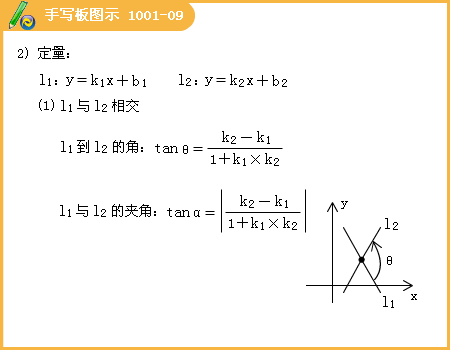 手写板图示 1001-09
2) 定量:
l₁: y=k₁x+b₁ l₂: y=k₂x+b₂
(1) l₁与l₂相交
l₁到l₂的角: tanθ=(k₂-k₁)/(1+k₁×k₂)
l₁与l₂的夹角: tanα=|(k₂-k₁)/(1+k₁×k₂)|
y
l₂
θ
x
l₁